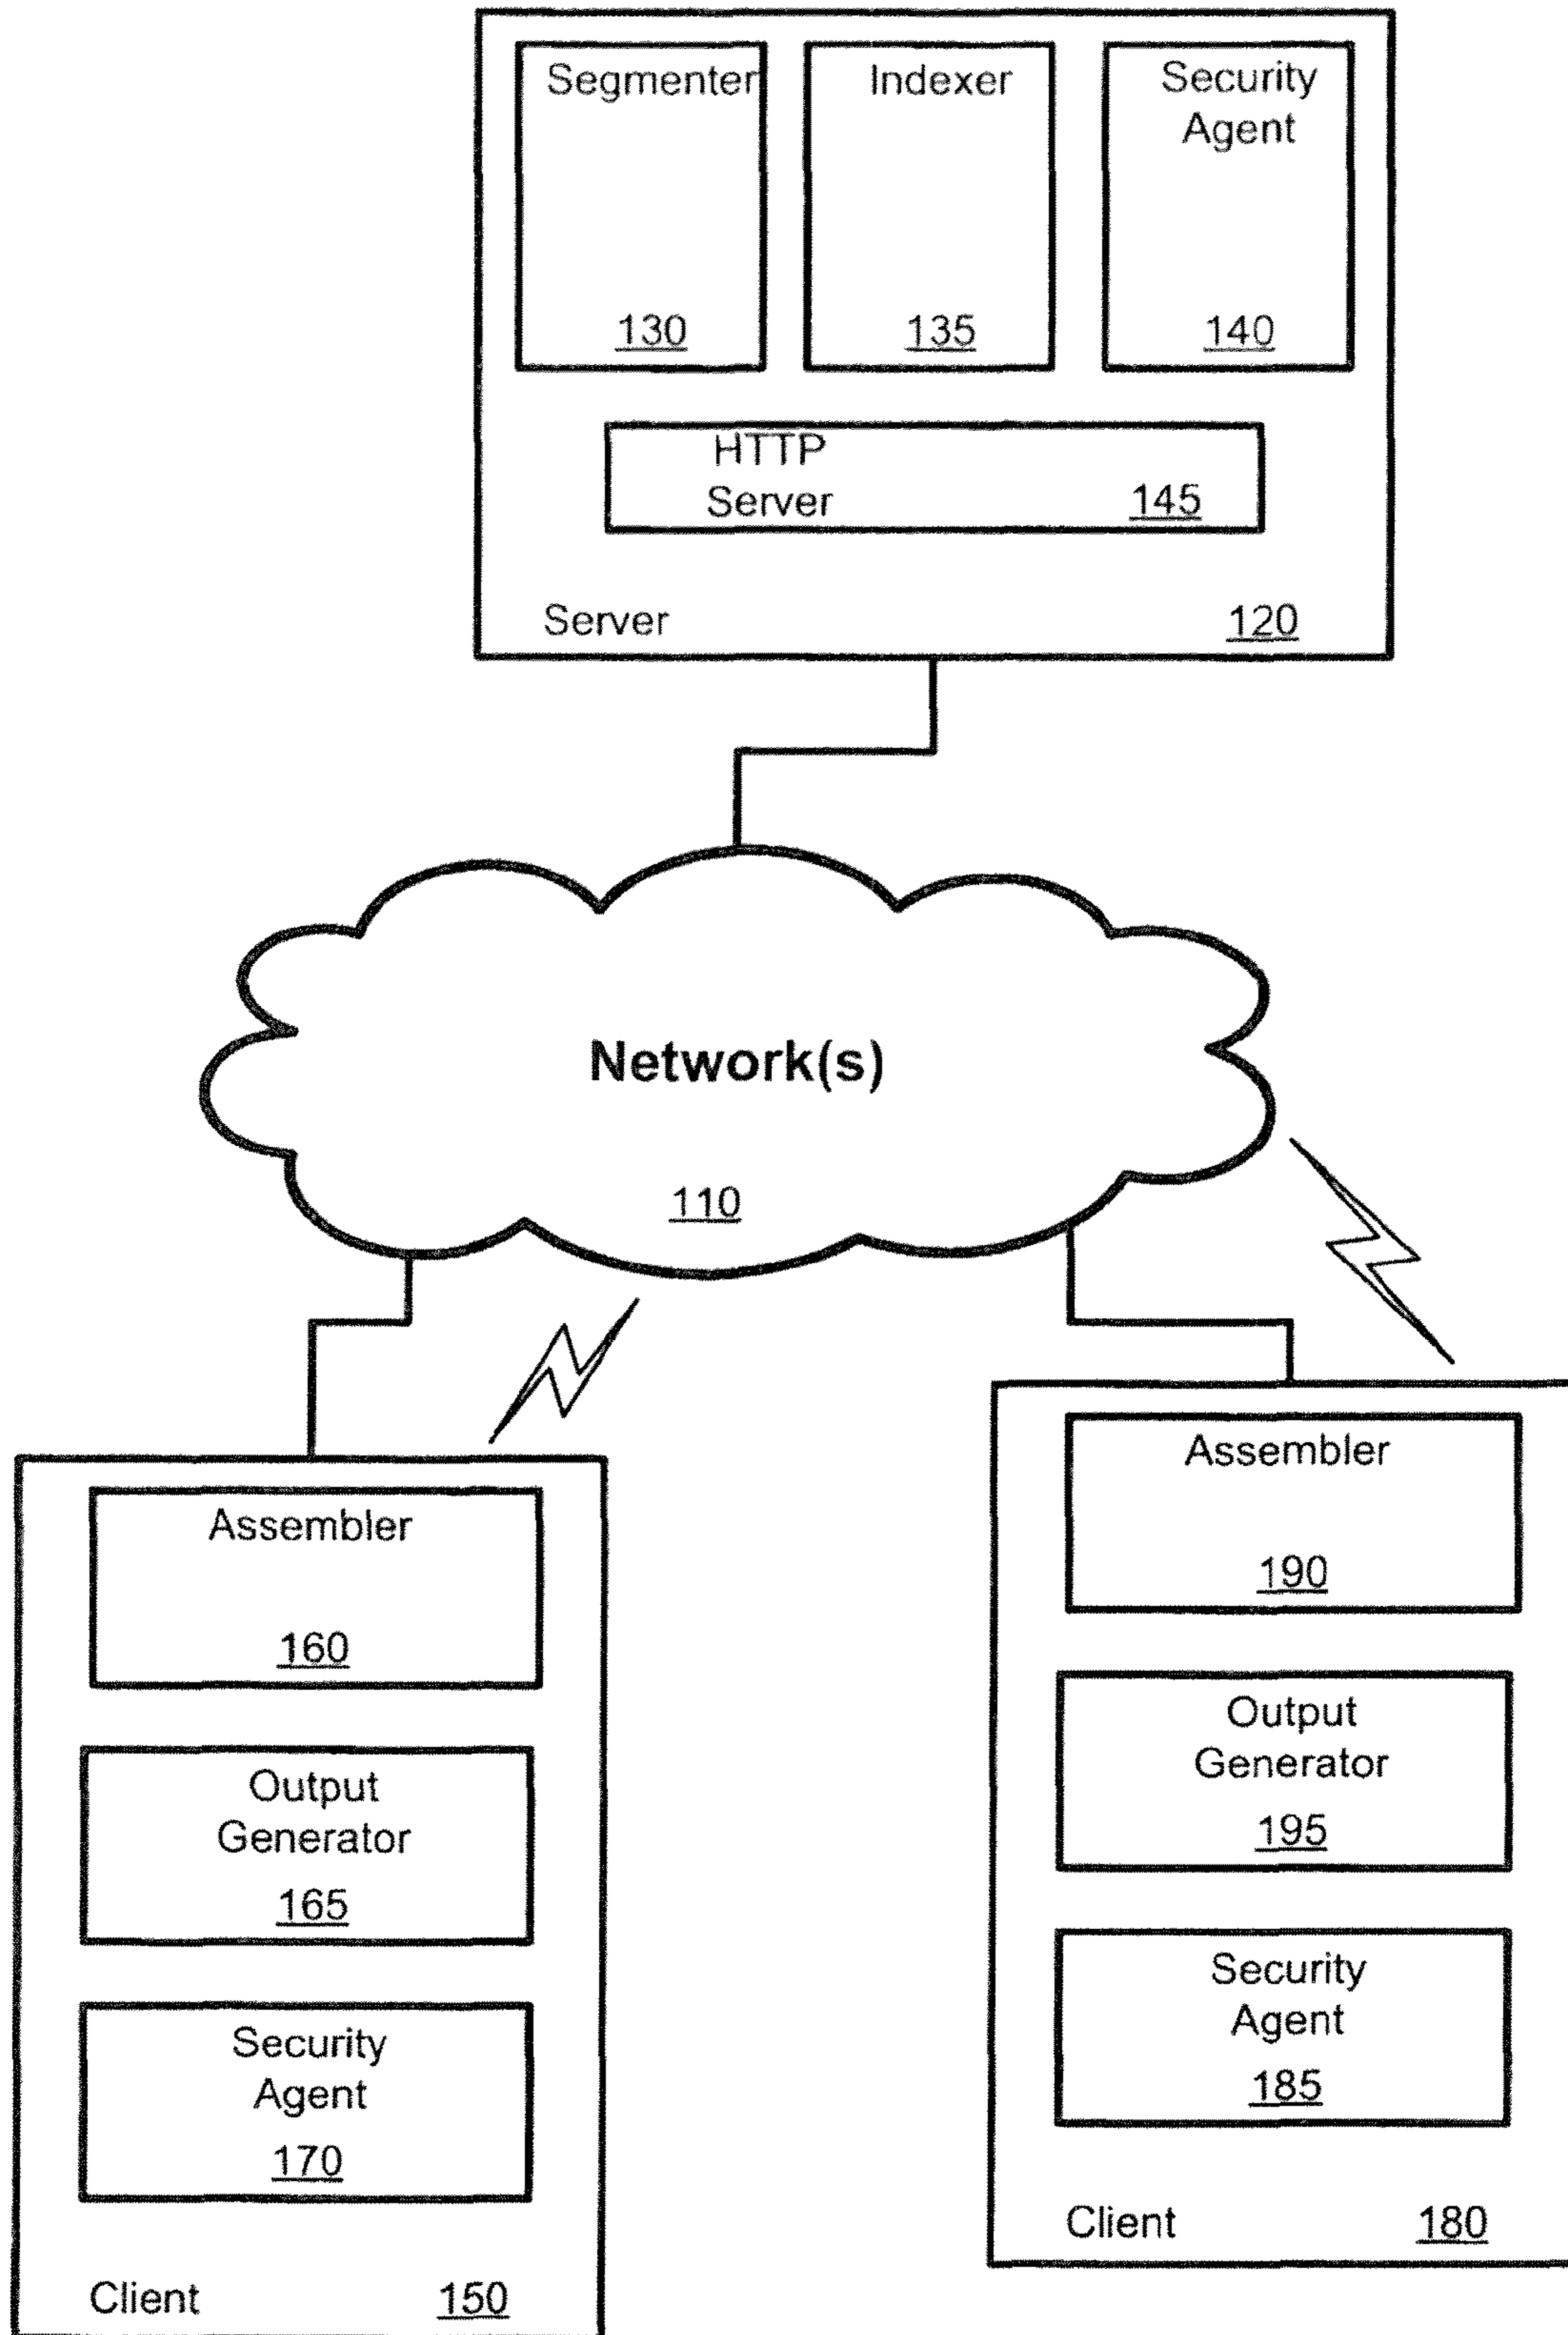 Segmenter
130
Indexer
135
Security
Agent
140
HTTP
Server
145
Server
120
Network(s)
110
Assembler
160
Output
Generator
165
Security
Agent
170
Client
150
Assembler
190
Output
Generator
195
Security
Agent
185
Client
180